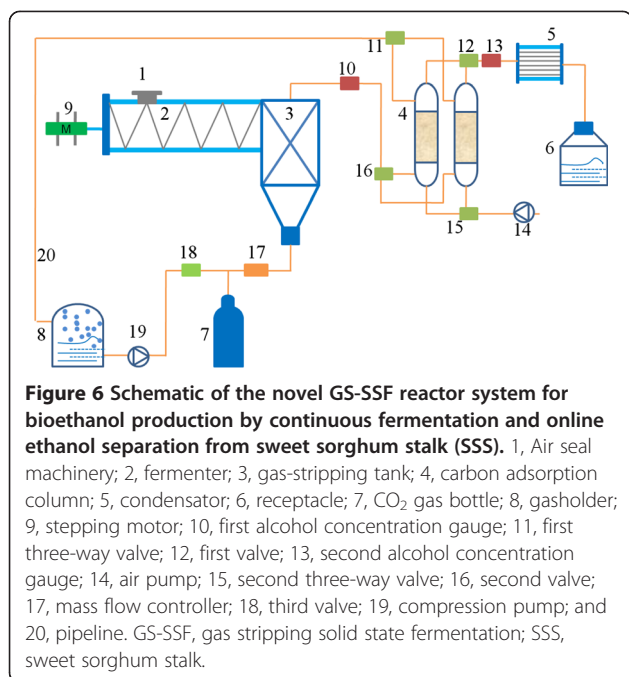 1
2
3
4
5
6
7
8
9
M
10
11
12
13
14
15
16
17
18
19
20
Figure 6 Schematic of the novel GS-SSF reactor system for
bioethanol production by continuous fermentation and online
ethanol separation from sweet sorghum stalk (SSS). 1, Air seal
machinery; 2, fermenter; 3, gas-stripping tank; 4, carbon adsorption
column; 5, condensator; 6, receptacle; 7, CO₂ gas bottle; 8, gasholder;
9, stepping motor; 10, first alcohol concentration gauge; 11, first
three-way valve; 12, first valve; 13, second alcohol concentration
gauge; 14, air pump; 15, second three-way valve; 16, second valve;
17, mass flow controller; 18, third valve; 19, compression pump; and
20, pipeline. GS-SSF, gas stripping solid state fermentation; SSS,
sweet sorghum stalk.